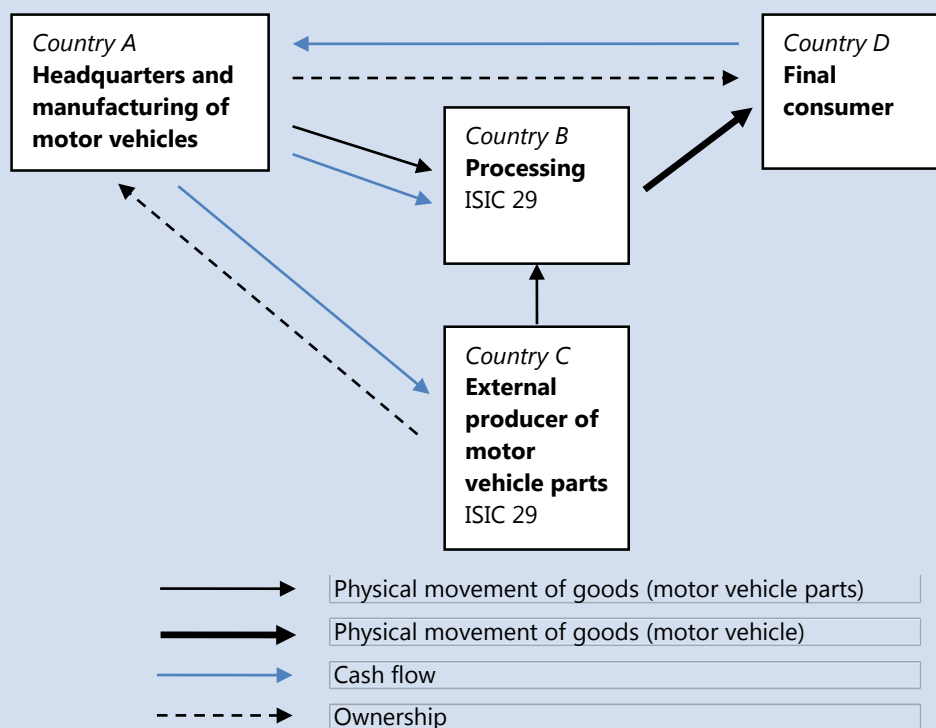 Country A
Headquarters and
manufacturing of
motor vehicles
Country D
Final
consumer
Country B
Processing
ISIC 29
Country C
External
producer of
motor
vehicle parts
ISIC 29
Physical movement of goods (motor vehicle parts)
Physical movement of goods (motor vehicle)
Cash flow
Ownership